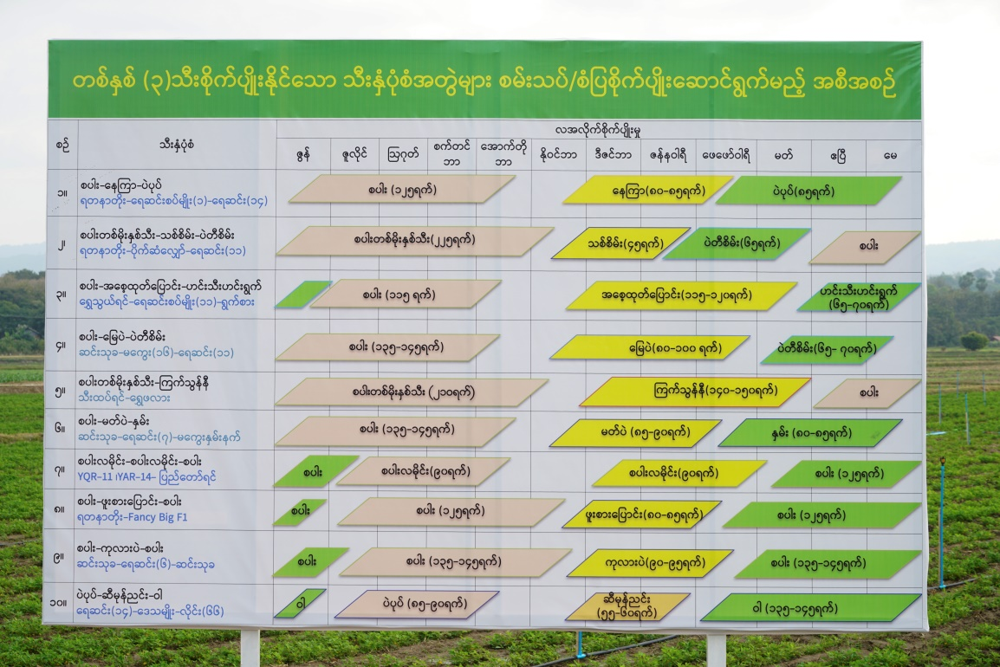 တစ်နှစ် (၃)သီးစိုက်ပျိုးနိုင်သော သီးနှံပုံစံအတွဲများ စမ်းသပ်/စံပြစိုက်ပျိုးဆောင်ရွက်မည့် အစီအစဉ်
စဉ် သီးနှံပုံစံ လအလိုက်စိုက်ပျိုးမှု
ဇွန် ဇူလိုင် ဩဂုတ် စက်တင်ဘာ အောက်တိုဘာ နိုဝင်ဘာ ဒီဇင်ဘာ ဇန်နဝါရီ ဖေဖော်ဝါရီ မတ် ဧပြီ မေ
၁။ စပါး-နေကြာ-ပဲပုပ် စပါး (၁၂၅ရက်) နေကြာ(၈၀-၈၅ရက်) ပဲပုပ်(၈၅ရက်)
ရတနာတိုး-ရေဆင်းစပ်မျိုး(၁)-ရေဆင်း(၁၄)
၂။ စပါးတစ်မိုးနှစ်သီး-သစ်စိမ်း-ပဲတီစိမ်း စပါးတစ်မိုးနှစ်သီး(၂၂၅ရက်) သစ်စိမ်း(၄၅ရက်) ပဲတီစိမ်း(၆၅ရက်) စပါး
ရတနာတိုး-ပိုက်ဆံလျှော်-ရေဆင်း(၁၁)
၃။ စပါး-အစေ့ထုတ်ပြောင်း-ဟင်းသီးဟင်းရွက် စပါး (၁၁၅ ရက်) အစေ့ထုတ်ပြောင်း(၁၁၅-၁၂၀ရက်) ဟင်းသီးဟင်းရွက်
(၆၅-၇၀ရက်)
ရွှေသွယ်ရင်-ရေဆင်းစပ်မျိုး(၁၁)-ရွက်စား
၄။ စပါး-မြေပဲ-ပဲတီစိမ်း စပါး (၁၃၅-၁၄၅ရက်) မြေပဲ(၈၀-၁၀၀ ရက်) ပဲတီစိမ်း(၆၅- ၇၀ရက်)
ဆင်းသုခ-မကွေး(၁၆)-ရေဆင်း(၁၁)
၅။ စပါးတစ်မိုးနှစ်သီး-ကြက်သွန်နီ စပါးတစ်မိုးနှစ်သီး (၂၁၀ရက်) ကြက်သွန်နီ(၁၄၀-၁၅၀ရက်) စပါး
သီးထပ်ရင်-ရွှေဖလား
၆။ စပါး-မတ်ပဲ-နှမ်း စပါး (၁၃၅-၁၄၅ရက်) မတ်ပဲ (၈၅-၉၀ရက်) နှမ်း (၈၀-၈၅ရက်)
ဆင်းသုခ-ရေဆင်း(၇)-မကွေးနှမ်းနက်
၇။ စပါးလမိုင်း-စပါးလမိုင်း-စပါး စပါး စပါးလမိုင်း(၉၀ရက်) စပါးလမိုင်း(၉၀ရက်) စပါး (၁၂၅ရက်)
YQR-11 ၊YAR-14- ပြည်တော်ရင်
၈။ စပါး-ဖူးစားပြောင်း-စပါး စပါး စပါး (၁၂၅ရက်) ဖူးစားပြောင်း(၈၀-၈၅ရက်) စပါး (၁၂၅ရက်)
ရတနာတိုး-Fancy Big F1
၉။ စပါး-ကုလားပဲ-စပါး စပါး စပါး (၁၃၅-၁၄၅ရက်) ကုလားပဲ(၉၀-၉၅ရက်) စပါး (၁၃၅-၁၄၅ရက်)
ဆင်းသုခ-ရေဆင်း(၆)-ဆင်းသုခ
၁၀။ ပဲပုပ်-ဆီမုန်ညင်း-ဝါ ဝါ ပဲပုပ် (၈၅-၉၀ရက်) ဆီမုန်ညင်း
(၅၅-၆၀ရက်) ဝါ (၁၃၅-၁၄၅ရက်)
ရေဆင်း(၁၄)-ဒေသမျိုး-လိုင်း(၆၆)